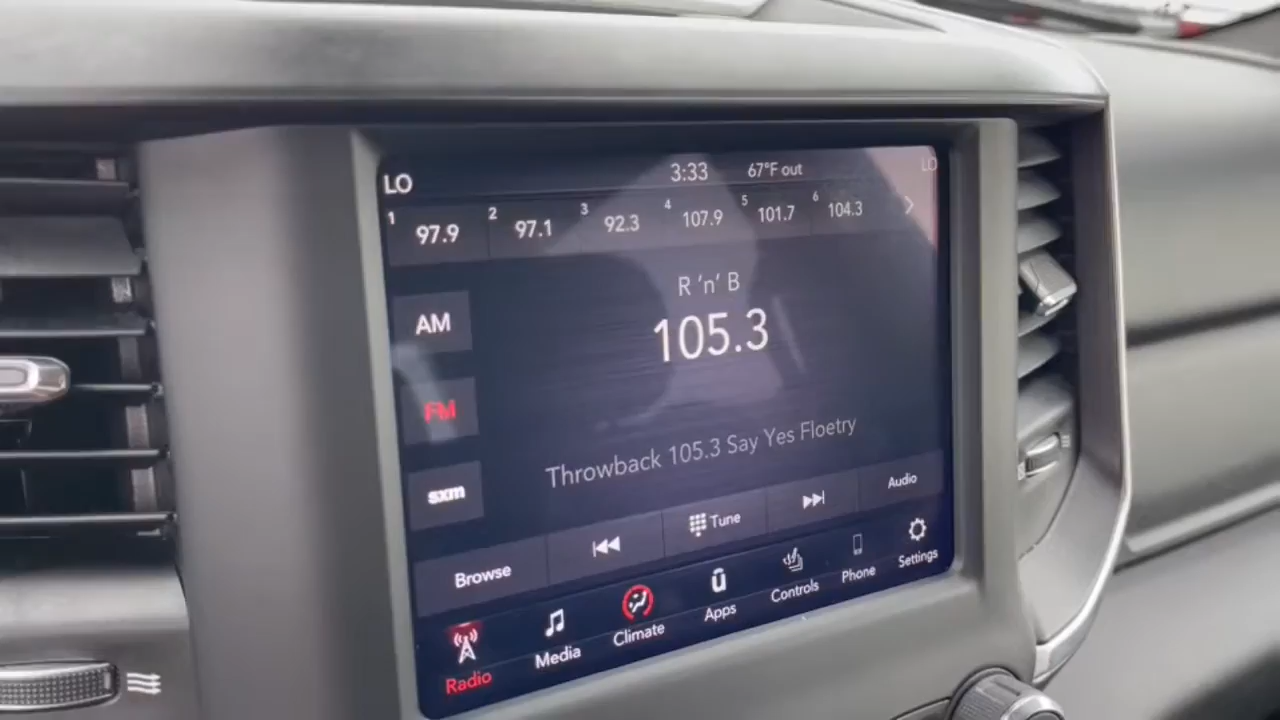 LO 3:33 67°F out LO
1 97.9 2 97.1 3 92.3 4 107.9 5 101.7 6 104.3
R 'n' B
AM
105.3
FM
Throwback 105.3 Say Yes Floetry
sxm
Browse Tune Audio
Radio Media Climate Apps Controls Phone Settings